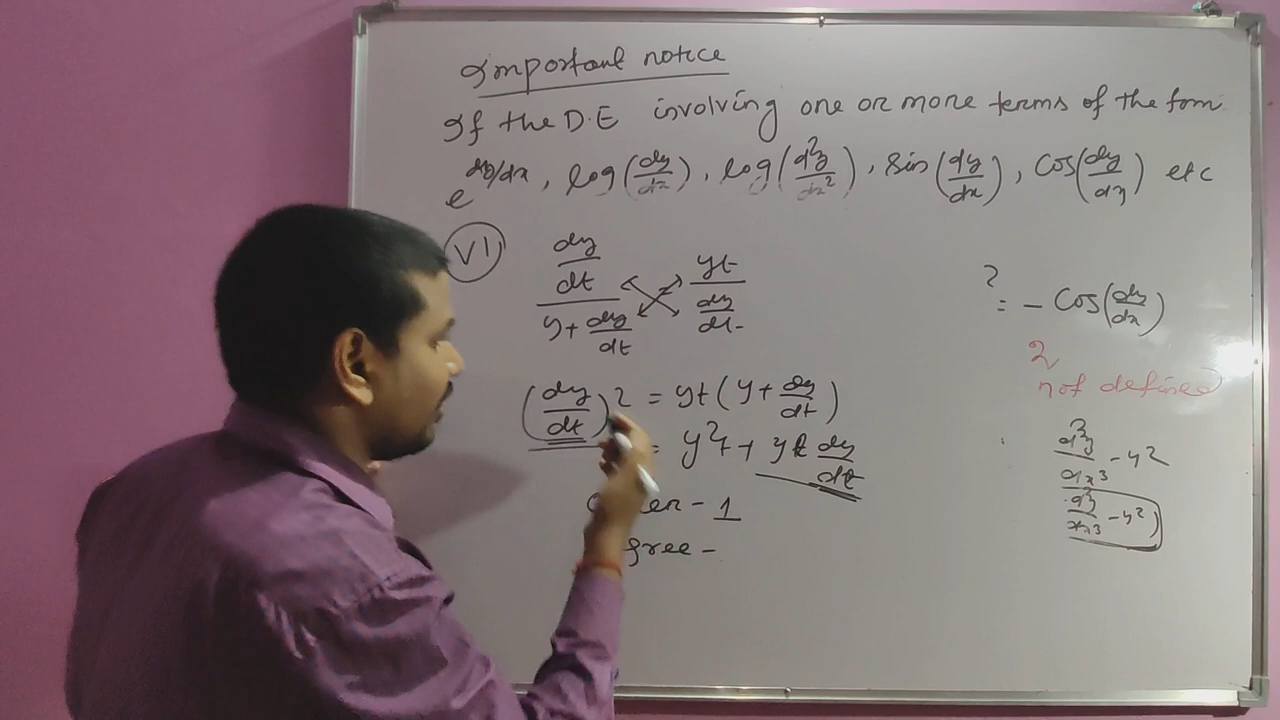 Important notice
If the D.E involving one or more terms of the form
e^dy/dx, log(dy/dx), log(d²y/dx²), sin(dy/dx), cos(dy/dx) etc
VI
dy/dt / y+dy/dt yt / dy/dt
(dy/dt)² = yt(y+dy/dt)
= y²t + yt dy/dt
- 1
gree -
? = - Cos(dy/dx)
2
not defined
d³y/dx³ - y²
d³y/dx³ - y²)